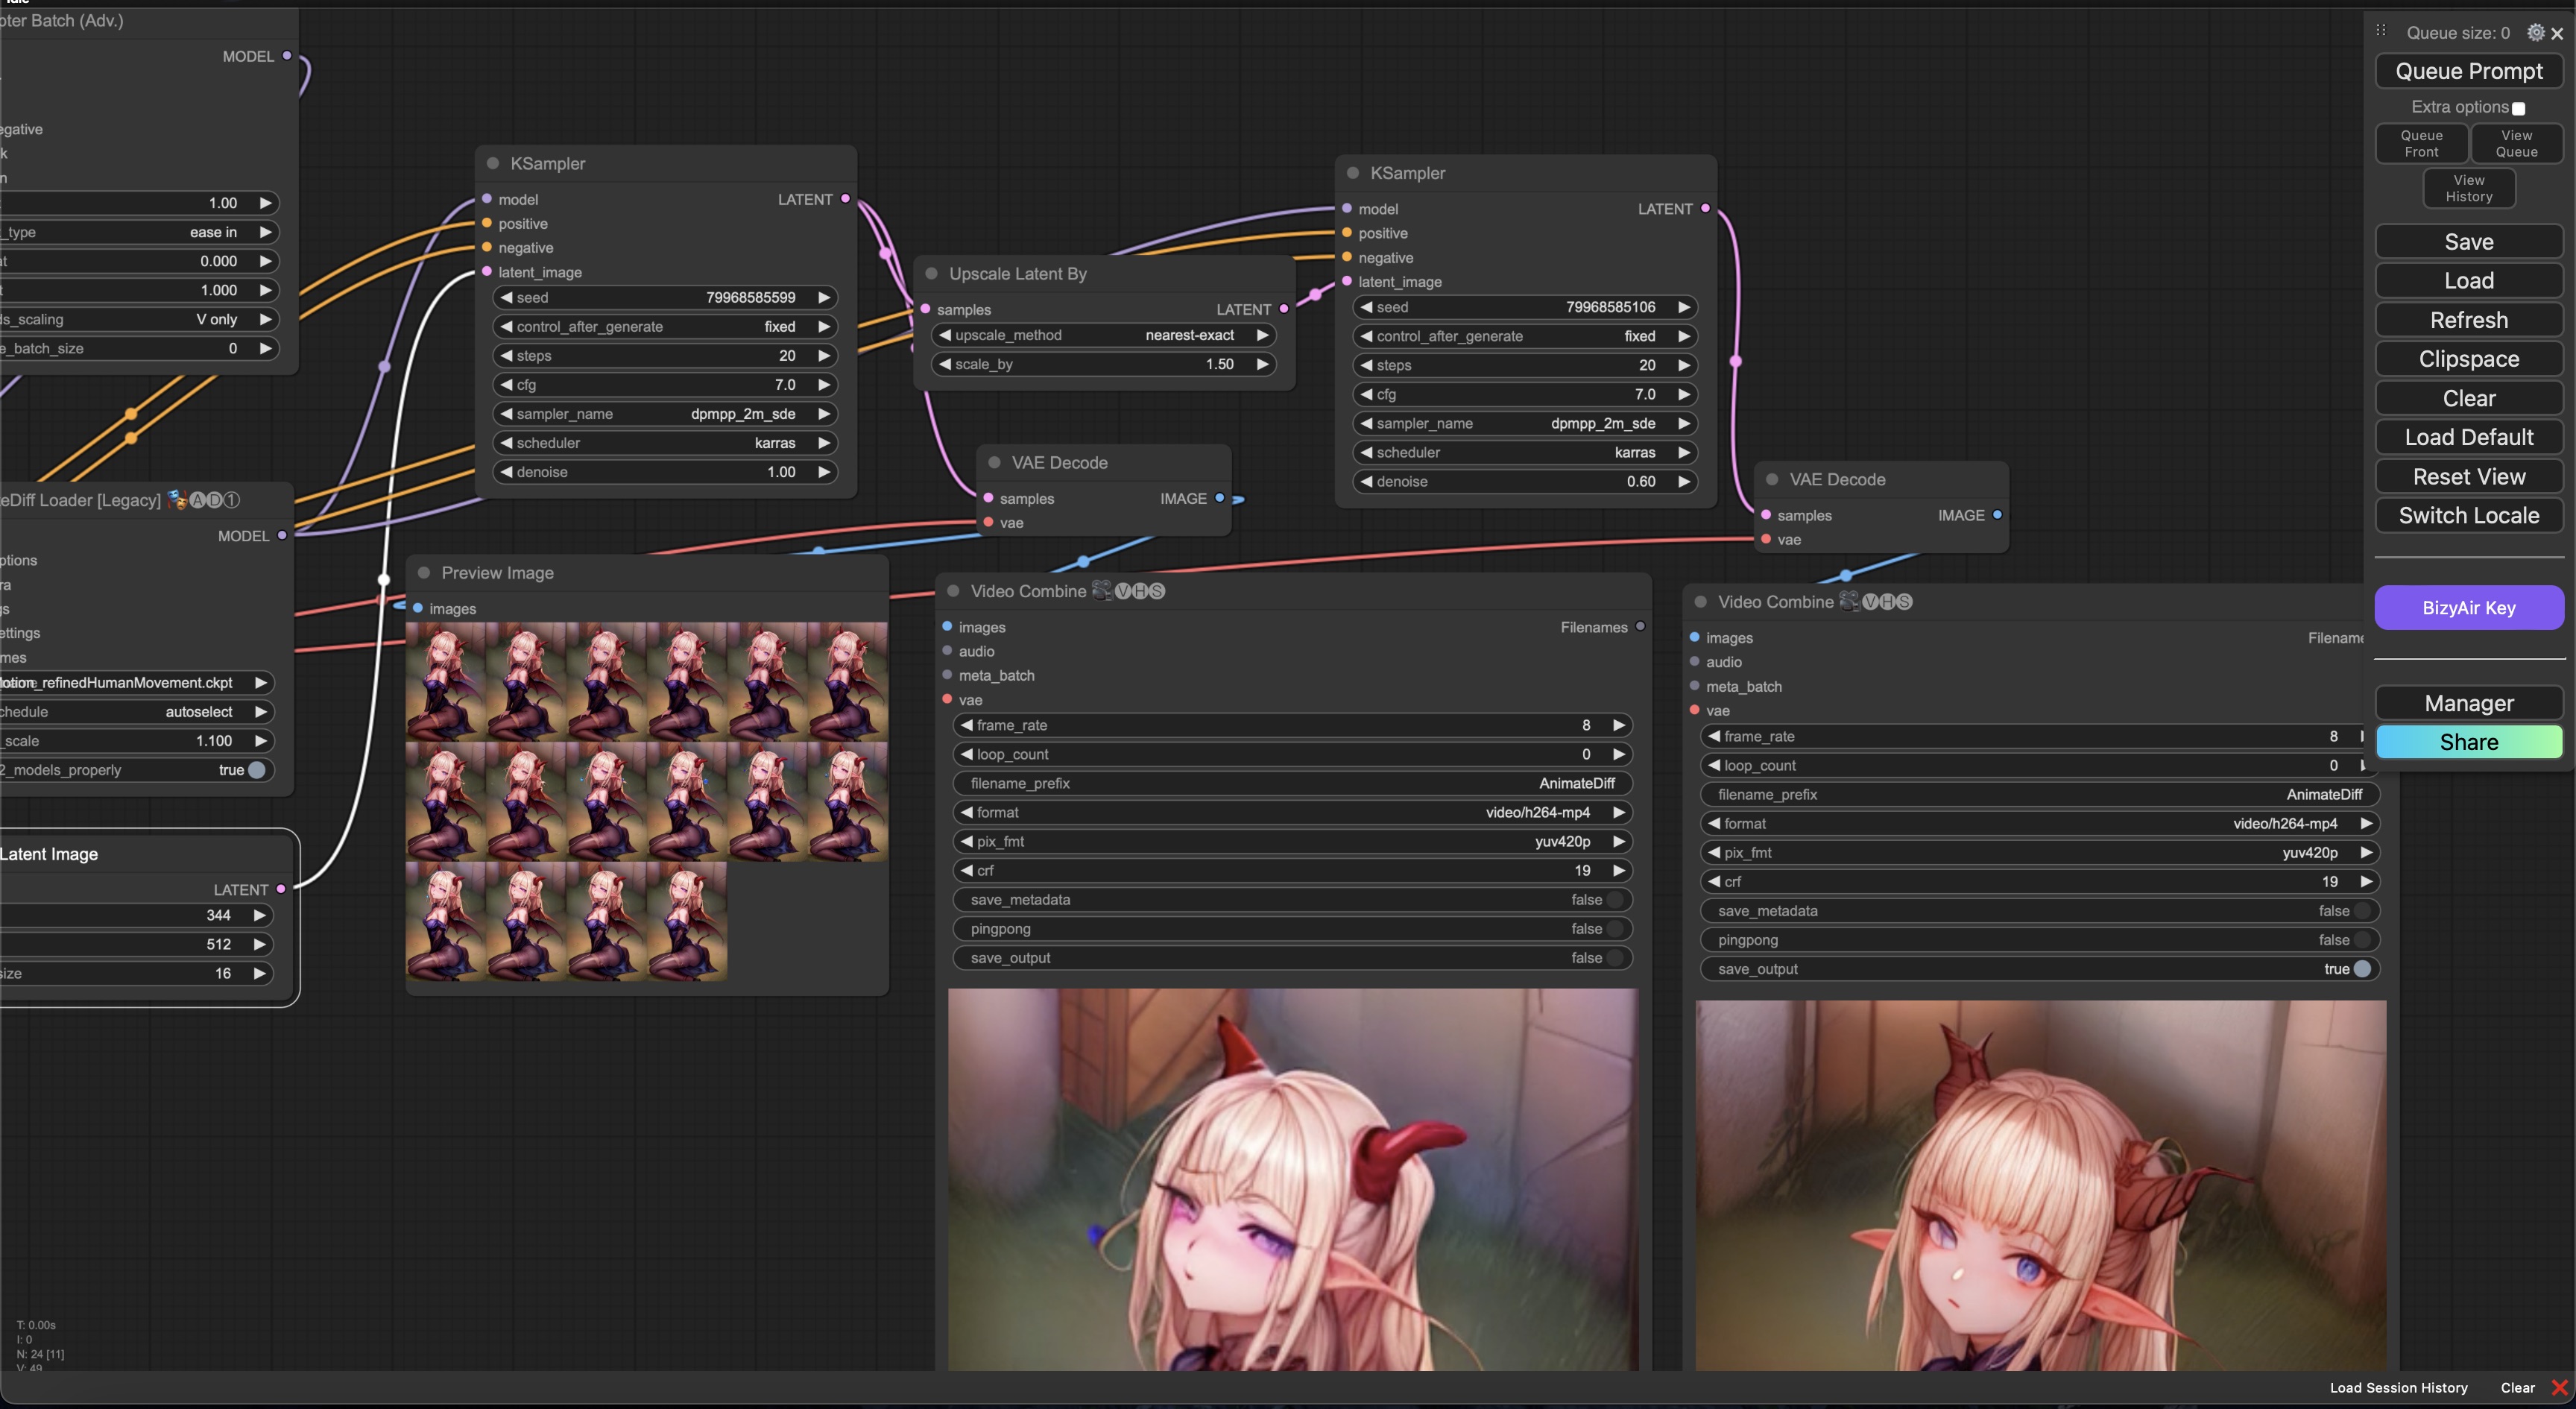 Idle
pter Batch (Adv.)
MODEL
egative
k
n
1.00
_type ease in
at 0.000
t 1.000
ds_scaling V only
e_batch_size 0
eDiff Loader [Legacy] 🎭ⒶⒹ①
MODEL
ptions
ra
gs
ettings
mes
otion_refinedHumanMovement.ckpt
chedule autoselect
_scale 1.100
2_models_properly true
Latent Image
LATENT
344
512
size 16
KSampler
model LATENT
positive
negative
latent_image
seed 79968585599
control_after_generate fixed
steps 20
cfg 7.0
sampler_name dpmpp_2m_sde
scheduler karras
denoise 1.00
Upscale Latent By
samples LATENT
upscale_method nearest-exact
scale_by 1.50
VAE Decode
samples IMAGE
vae
KSampler
model LATENT
positive
negative
latent_image
seed 79968585106
control_after_generate fixed
steps 20
cfg 7.0
sampler_name dpmpp_2m_sde
scheduler karras
denoise 0.60
VAE Decode
samples IMAGE
vae
Preview Image
images
Video Combine 🎥ⓋⒽⓈ
images Filenames
audio
meta_batch
vae
frame_rate 8
loop_count 0
filename_prefix AnimateDiff
format video/h264-mp4
pix_fmt yuv420p
crf 19
save_metadata false
pingpong false
save_output false
Video Combine 🎥ⓋⒽⓈ
images Filename
audio
meta_batch
vae
frame_rate 8
loop_count 0
filename_prefix AnimateDiff
format video/h264-mp4
pix_fmt yuv420p
crf 19
save_metadata false
pingpong false
save_output true
Queue size: 0
Queue Prompt
Extra options
Queue Front
View Queue
View History
Save
Load
Refresh
Clipspace
Clear
Load Default
Reset View
Switch Locale
BizyAir Key
Manager
Share
T: 0.00s
I: 0
N: 24 [11]
V: 49
Load Session History Clear